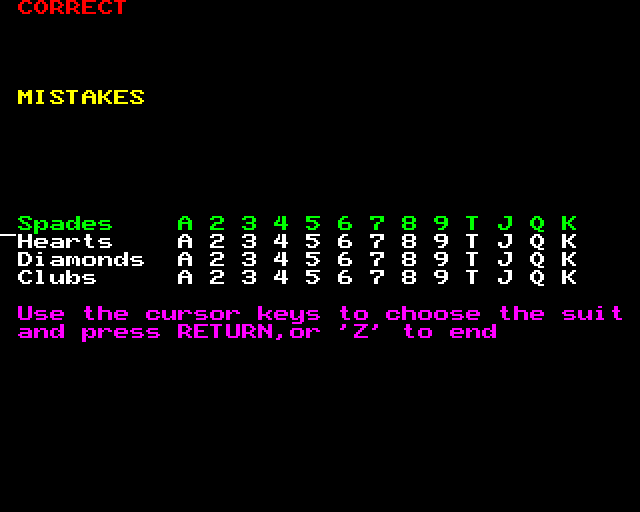 CORRECT
MISTAKES
Spades A 2 3 4 5 6 7 8 9 T J Q K
Hearts A 2 3 4 5 6 7 8 9 T J Q K
Diamonds A 2 3 4 5 6 7 8 9 T J Q K
Clubs A 2 3 4 5 6 7 8 9 T J Q K
Use the cursor keys to choose the suit
and press RETURN,or 'Z' to end